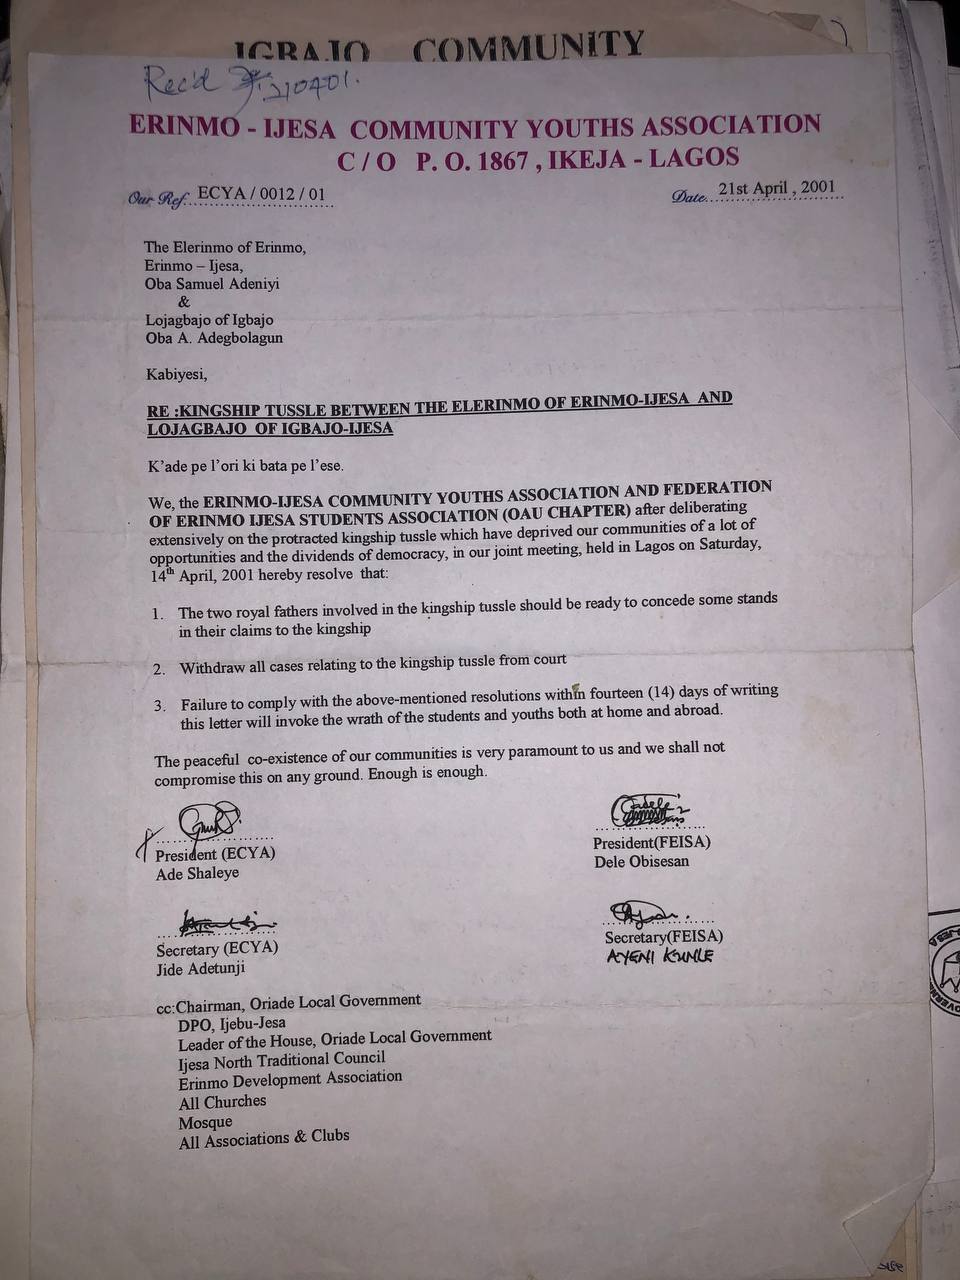 IGBAJO COMMUNITY
Rec'd
ERINMO - IJESA COMMUNITY YOUTHS ASSOCIATION
C / O P. O. 1867 , IKEJA - LAGOS
Our Ref. ECYA / 0012 / 01
Date. 21st April , 2001
The Elerinmo of Erinmo,
Erinmo – Ijesa,
Oba Samuel Adeniyi
&
Lojagbajo of Igbajo
Oba A. Adegbolagun
Kabiyesi,
RE :KINGSHIP TUSSLE BETWEEN THE ELERINMO OF ERINMO-IJESA AND
LOJAGBAJO OF IGBAJO-IJESA
K'ade pe l'ori ki bata pe l'ese.
We, the ERINMO-IJESA COMMUNITY YOUTHS ASSOCIATION AND FEDERATION
OF ERINMO IJESA STUDENTS ASSOCIATION (OAU CHAPTER) after deliberating
extensively on the protracted kingship tussle which have deprived our communities of a lot of
opportunities and the dividends of democracy, in our joint meeting, held in Lagos on Saturday,
14th April, 2001 hereby resolve that:
1. The two royal fathers involved in the kingship tussle should be ready to concede some stands
in their claims to the kingship
2. Withdraw all cases relating to the kingship tussle from court
3. Failure to comply with the above-mentioned resolutions within fourteen (14) days of writing
this letter will invoke the wrath of the students and youths both at home and abroad.
The peaceful co-existence of our communities is very paramount to us and we shall not
compromise this on any ground. Enough is enough.
President (ECYA)
Ade Shaleye
President(FEISA)
Dele Obisesan
Secretary (ECYA)
Jide Adetunji
Secretary(FEISA)
AYENI KUNLE
cc:Chairman, Oriade Local Government
DPO, Ijebu-Jesa
Leader of the House, Oriade Local Government
Ijesa North Traditional Council
Erinmo Development Association
All Churches
Mosque
All Associations & Clubs